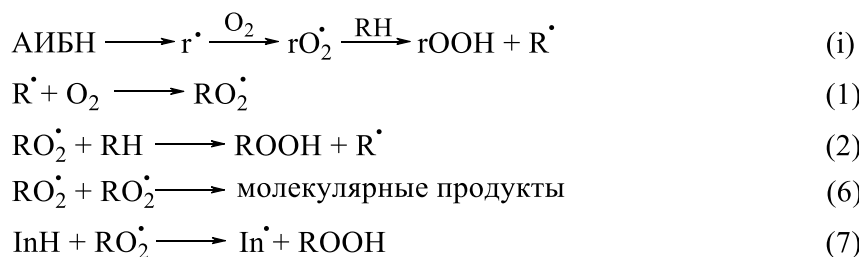 АИБН ⟶ r• O₂⟶ rO₂• RH⟶ rOOH + R• (i)
R• + O₂ ⟶ RO₂• (1)
RO₂• + RH ⟶ ROOH + R• (2)
RO₂• + RO₂• ⟶ молекулярные продукты (6)
InH + RO₂• ⟶ In• + ROOH (7)